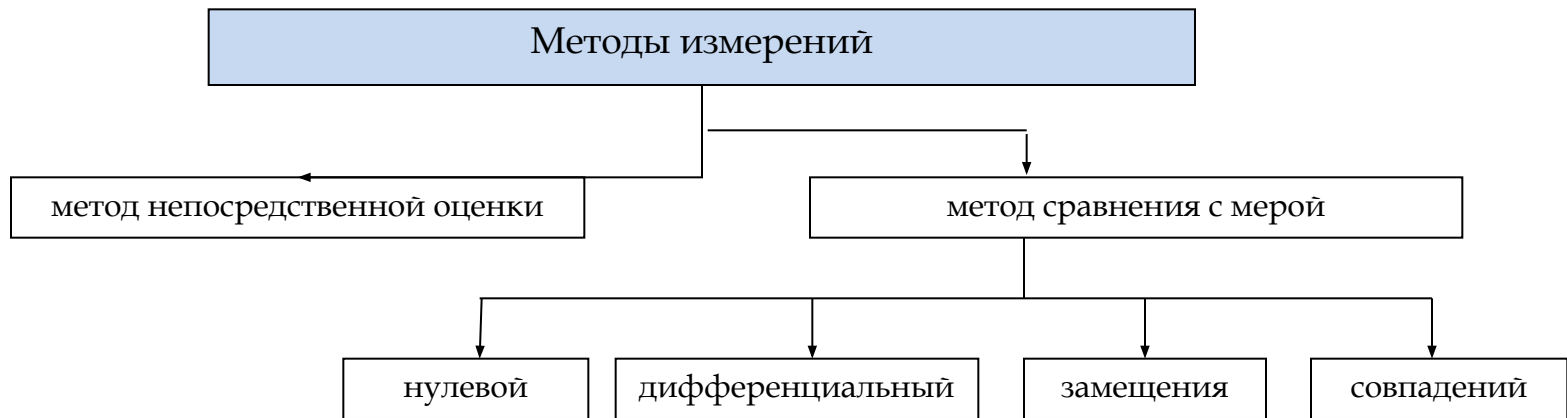 Методы измерений
метод непосредственной оценки
метод сравнения с мерой
нулевой
дифференциальный
замещения
совпадений